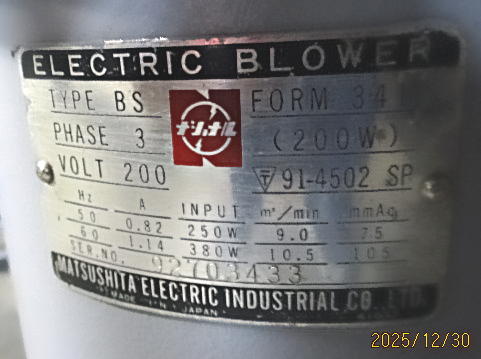 ELECTRIC BLOWER
TYPE BS
ナショナル
FORM 34
PHASE 3
(200W)
VOLT 200
〒 91-4502 SP
Hz A INPUT m³/min mmAq
50 0.82 250W 9.0 75
60 1.14 380W 10.5 105
SER.NO. 92703433
MATSUSHITA ELECTRIC INDUSTRIAL CO., LTD.
MADE IN JAPAN
2025/12/30